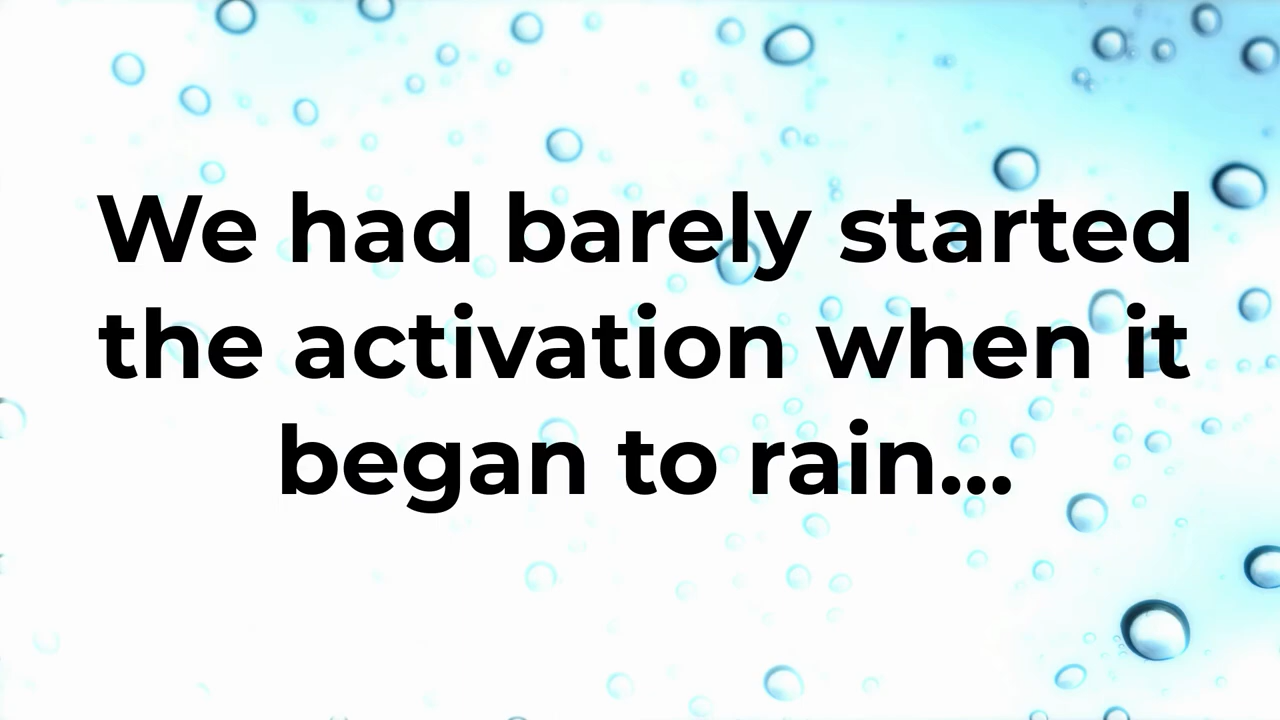 We had barely started
the activation when it
began to rain...